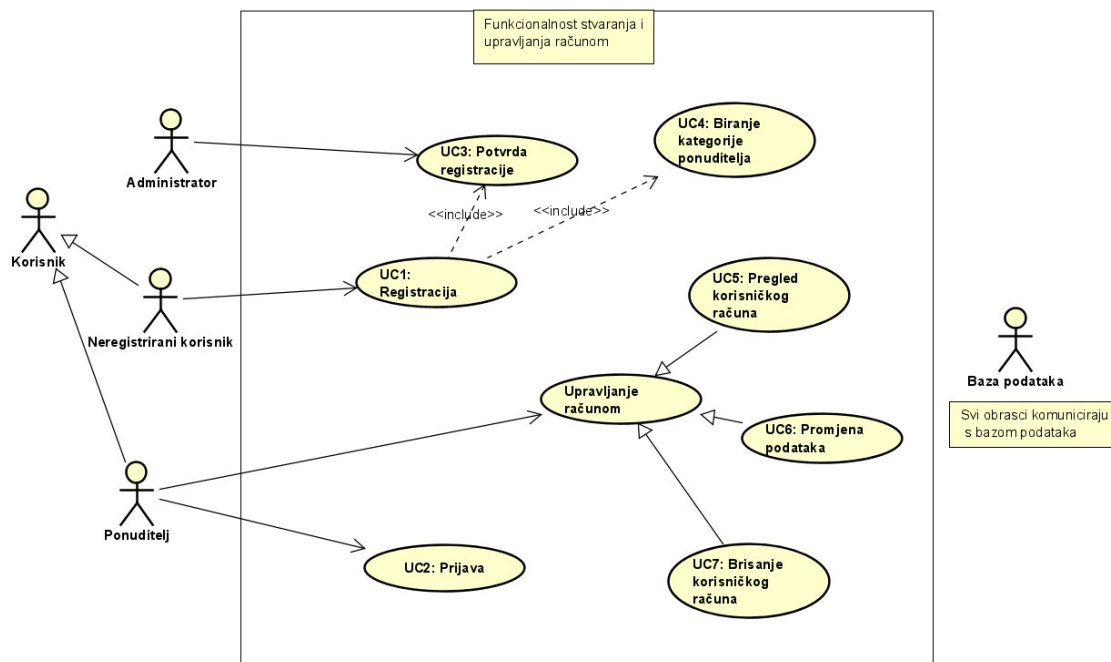 Funkcionalnost stvaranja i
upravljanja računom
UC4: Biranje
kategorije
ponuditelja
UC3: Potvrda
registracije
Administrator
<<include>>
<<include>>
Korisnik
UC1:
Registracija
UC5: Pregled
korisničkog
računa
Neregistrirani korisnik
Baza podataka
Upravljanje
računom
Svi obrasci komuniciraju
s bazom podataka
UC6: Promjena
podataka
Ponuditelj
UC2: Prijava
UC7: Brisanje
korisničkog
računa